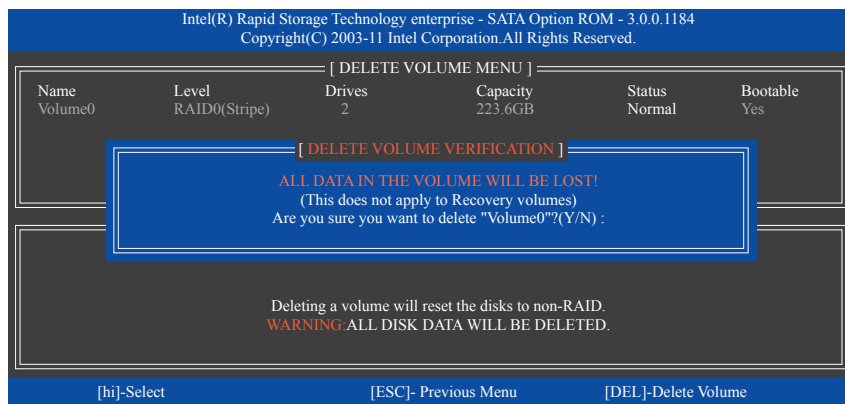 Intel(R) Rapid Storage Technology enterprise - SATA Option ROM - 3.0.0.1184
Copyright(C) 2003-11 Intel Corporation.All Rights Reserved.
[ DELETE VOLUME MENU ]
Name Level Drives Capacity Status Bootable
Volume0 RAID0(Stripe) 2 223.6GB Normal Yes
[ DELETE VOLUME VERIFICATION ]
ALL DATA IN THE VOLUME WILL BE LOST!
(This does not apply to Recovery volumes)
Are you sure you want to delete "Volume0"?(Y/N) :
Deleting a volume will reset the disks to non-RAID.
WARNING:ALL DISK DATA WILL BE DELETED.
[hi]-Select [ESC]- Previous Menu [DEL]-Delete Volume